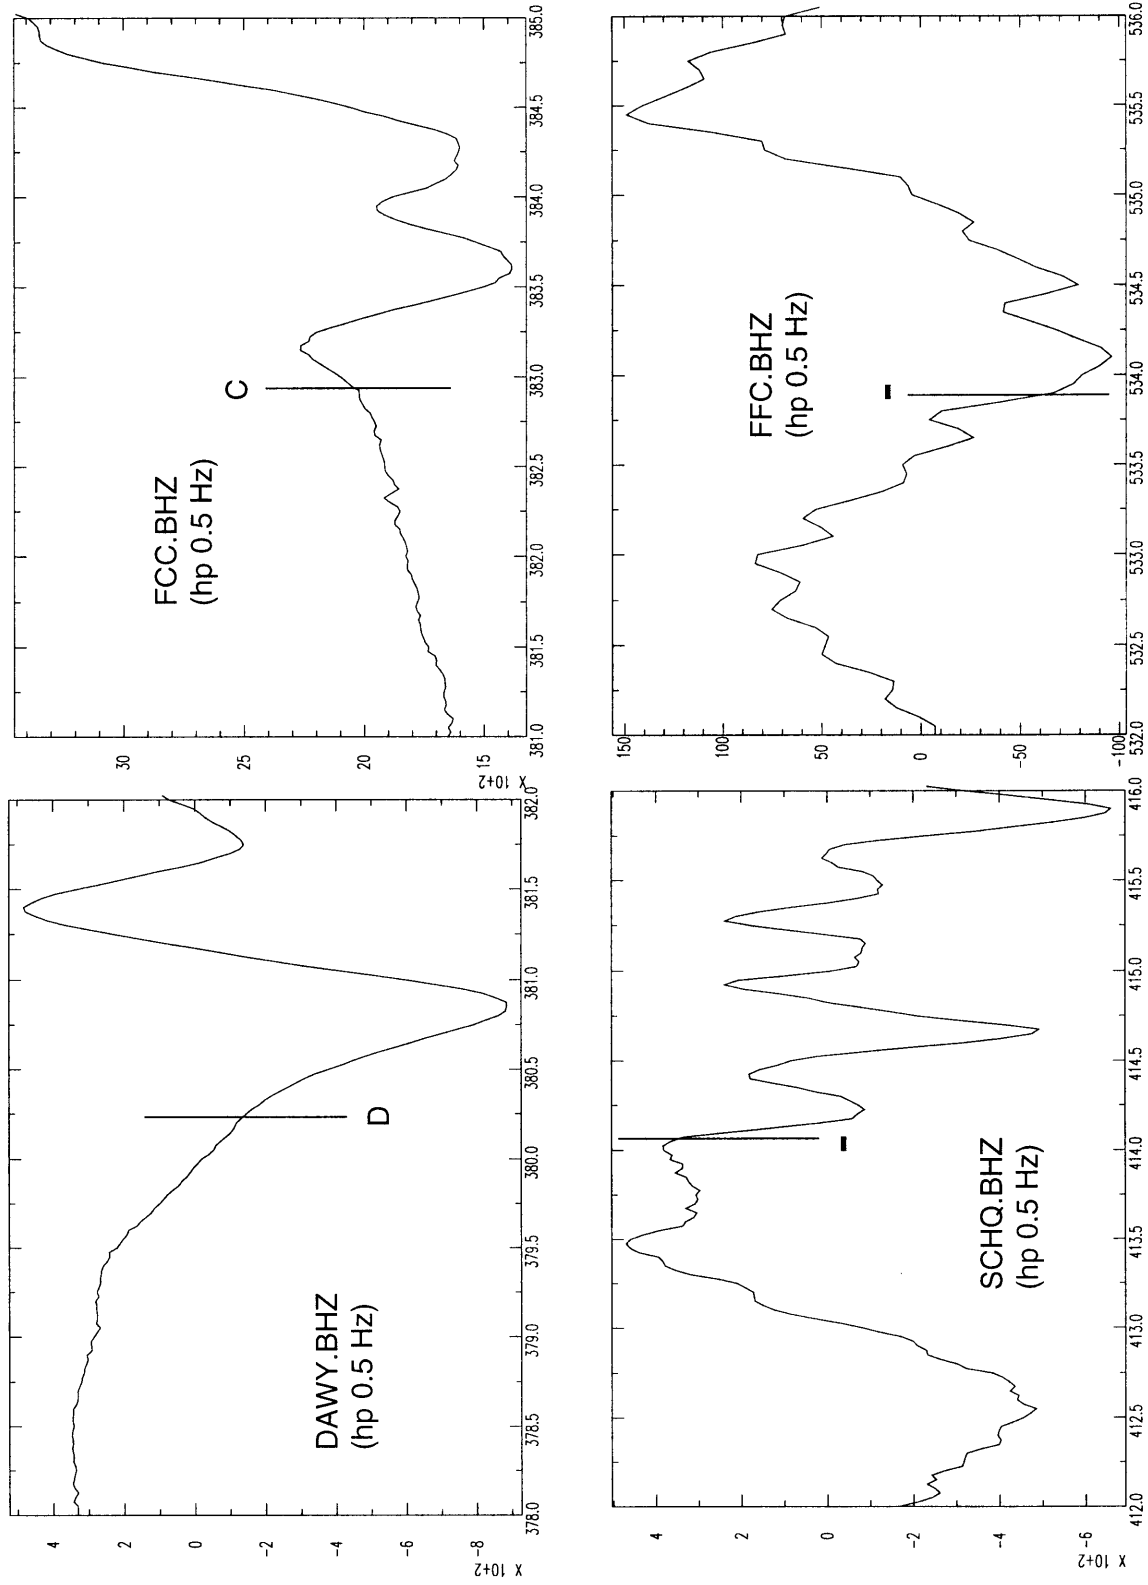 4
2
0
-2
-4
-6
-8
X 10+2
DAWY.BHZ
(hp 0.5 Hz)
D
378.0 378.5 379.0 379.5 380.0 380.5 381.0 381.5 382.0
30
25
20
15
X 10+2
FCC.BHZ
(hp 0.5 Hz)
C
381.0 381.5 382.0 382.5 383.0 383.5 384.0 384.5 385.0
4
2
0
-2
-4
-6
X 10+2
I
SCHQ.BHZ
(hp 0.5 Hz)
412.0 412.5 413.0 413.5 414.0 414.5 415.0 415.5 416.0
150
100
50
0
-50
-100
FFC.BHZ
(hp 0.5 Hz)
I
532.0 532.5 533.0 533.5 534.0 534.5 535.0 535.5 536.0